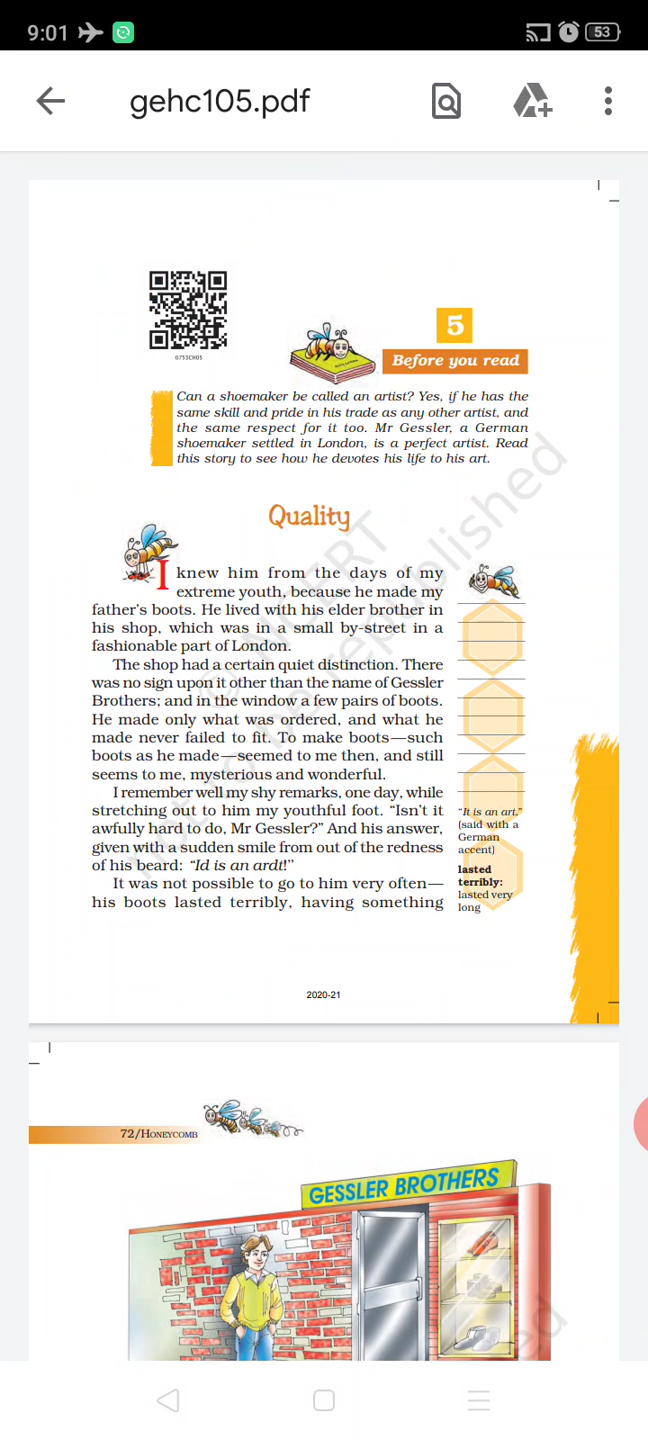 9:01
53
gehc105.pdf
0753CH05
5
Before you read
Can a shoemaker be called an artist? Yes, if he has the
same skill and pride in his trade as any other artist, and
the same respect for it too. Mr Gessler, a German
shoemaker settled in London, is a perfect artist. Read
this story to see how he devotes his life to his art.
Quality
I knew him from the days of my
extreme youth, because he made my
father's boots. He lived with his elder brother in
his shop, which was in a small by-street in a
fashionable part of London.
The shop had a certain quiet distinction. There
was no sign upon it other than the name of Gessler
Brothers; and in the window a few pairs of boots.
He made only what was ordered, and what he
made never failed to fit. To make boots—such
boots as he made—seemed to me then, and still
seems to me, mysterious and wonderful.
I remember well my shy remarks, one day, while
stretching out to him my youthful foot. “Isn't it
awfully hard to do, Mr Gessler?” And his answer,
given with a sudden smile from out of the redness
of his beard: “Id is an ardt!”
It was not possible to go to him very often—
his boots lasted terribly, having something
“It is an art.”
(said with a
German
accent)
lasted
terribly:
lasted very
long
© NCERT
not to be republished
2020-21
72/HONEYCOMB
GESSLER BROTHERS